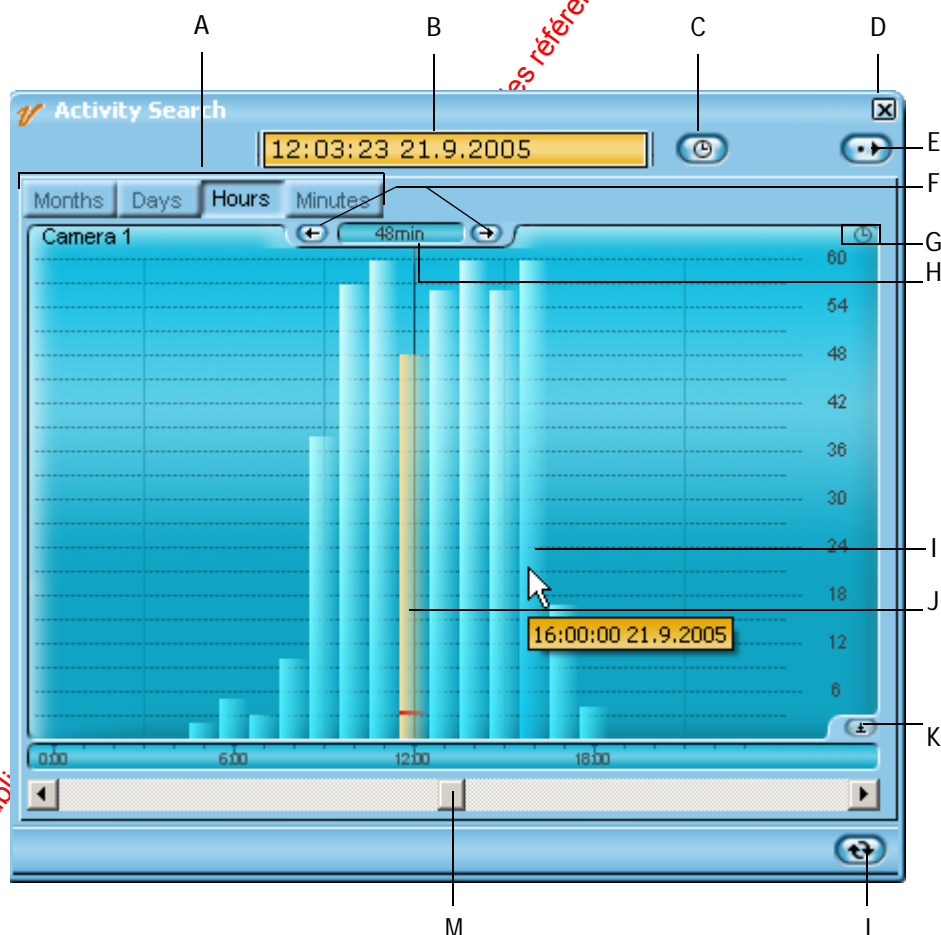 A B C D
les référe
Activity Search
12:03:23 21.9.2005
E
F
Months Days Hours Minutes
Camera 1
48min
G
H
60
54
48
42
36
30
24
I
18
J
16:00:00 21.9.2005
12
6
K
0:00 6:00 12:00 18:00
M